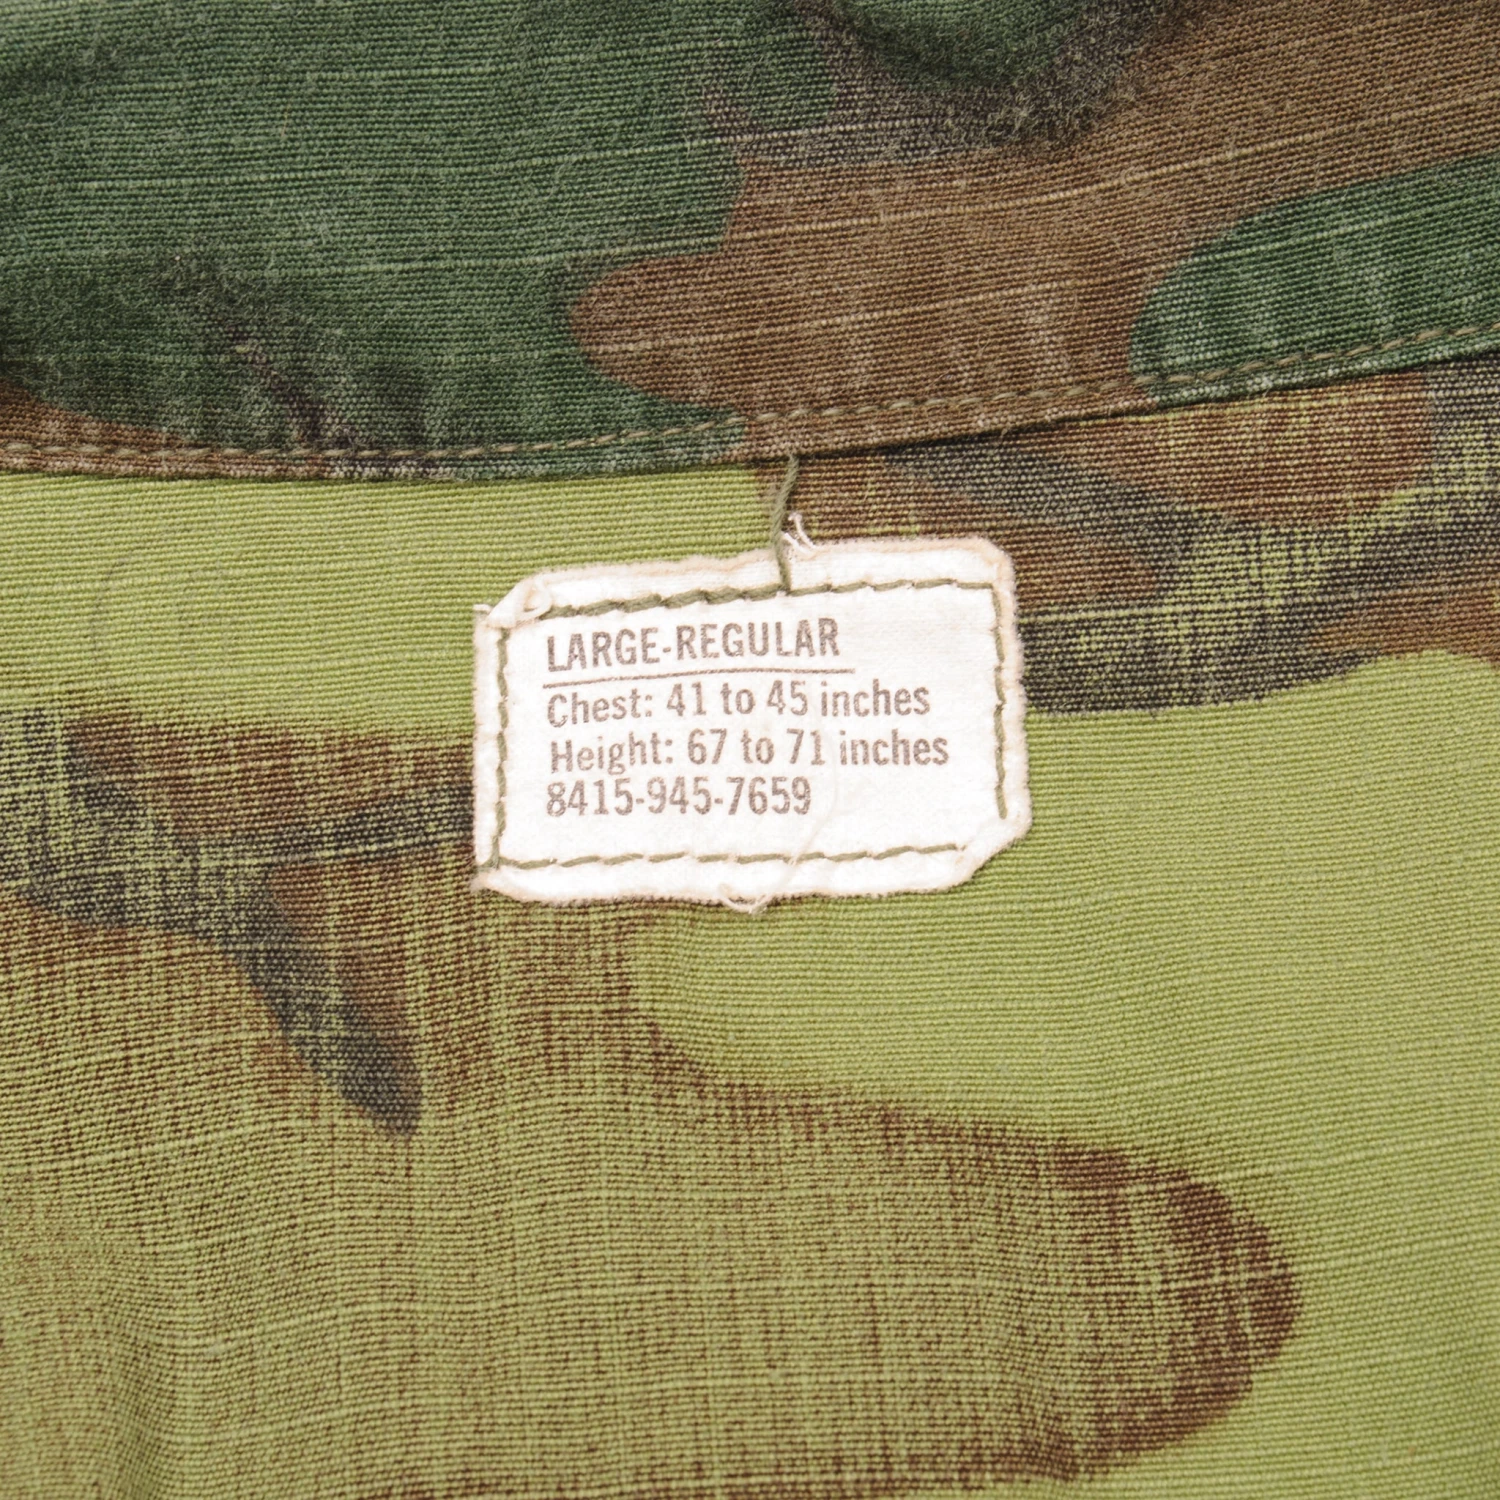 LARGE-REGULAR
Chest: 41 to 45 inches
Height: 67 to 71 inches
8415-945-7659